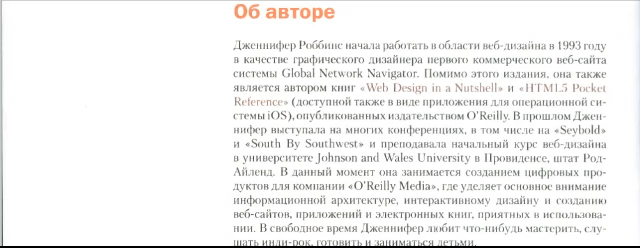 Об авторе
Дженнифер Роббинс начала работать в области веб-дизайна в 1993 году
в качестве графического дизайнера первого коммерческого веб-сайта
системы Global Network Navigator. Помимо этого издания, она также
является автором книг «Web Design in a Nutshell» и «HTML5 Pocket
Reference» (доступной также в виде приложения для операционной си-
стемы iOS), опубликованных издательством O'Reilly. В прошлом Джен-
нифер выступала на многих конференциях, в том числе на «Seybold»
и «South By Southwest» и преподавала начальный курс веб-дизайна
в университете Johnson and Wales University в Провиденсе, штат Род-
Айленд. В данный момент она занимается созданием цифровых про-
дуктов для компании «O'Reilly Media», где уделяет основное внимание
информационной архитектуре, интерактивному дизайну и созданию
веб-сайтов, приложений и электронных книг, приятных в использова-
нии. В свободное время Дженнифер любит что-нибудь мастерить, слу-
шать инди-рок, готовить и заниматься детьми.